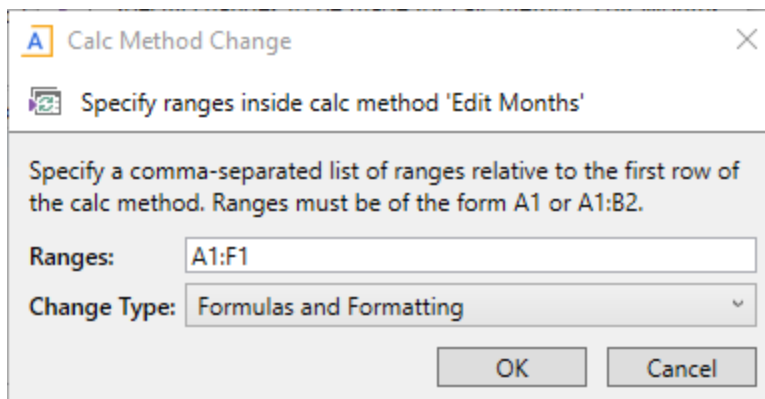 A Calc Method Change
Specify ranges inside calc method 'Edit Months'
Specify a comma-separated list of ranges relative to the first row of
the calc method. Ranges must be of the form A1 or A1:B2.
Ranges: A1:F1
Change Type: Formulas and Formatting
OK Cancel